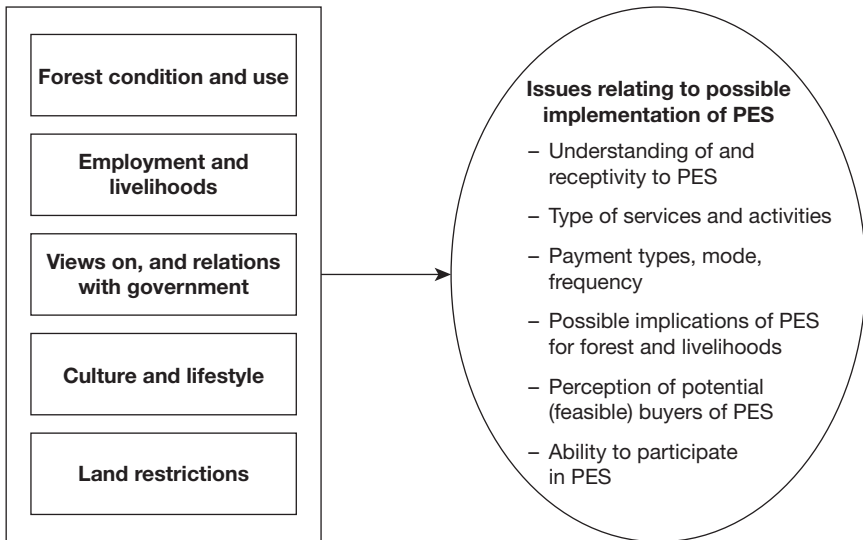 Forest condition and use
Employment and
livelihoods
Views on, and relations
with government
Culture and lifestyle
Land restrictions
Issues relating to possible
implementation of PES
– Understanding of and
receptivity to PES
– Type of services and activities
– Payment types, mode,
frequency
– Possible implications of PES
for forest and livelihoods
– Perception of potential
(feasible) buyers of PES
– Ability to participate
in PES